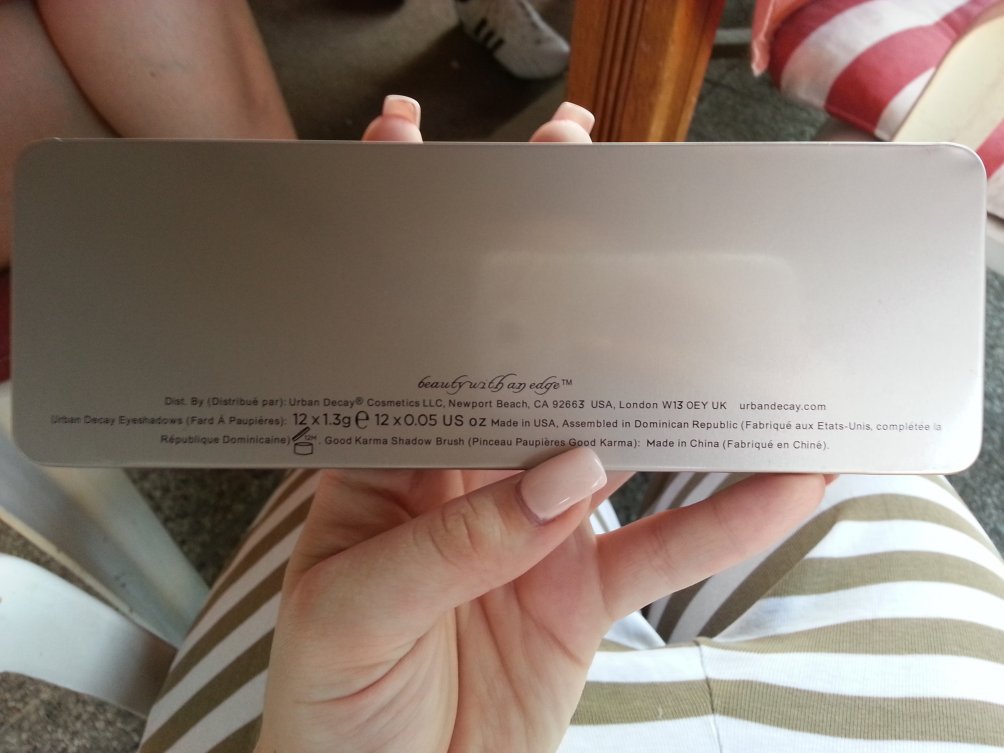 beauty with an edge™
Dist. By (Distribué par): Urban Decay® Cosmetics LLC, Newport Beach, CA 92663 USA, London W13 0EY UK urbandecay.com
Urban Decay Eyeshadows (Fard À Paupières): 12 x 1.3g ℮ 12 x 0.05 US oz Made in USA, Assembled in Dominican Republic (Fabriqué aux Etats-Unis, complétée la
République Dominicaine) 12M . Good Karma Shadow Brush (Pinceau Paupières Good Karma): Made in China (Fabriqué en Chine).